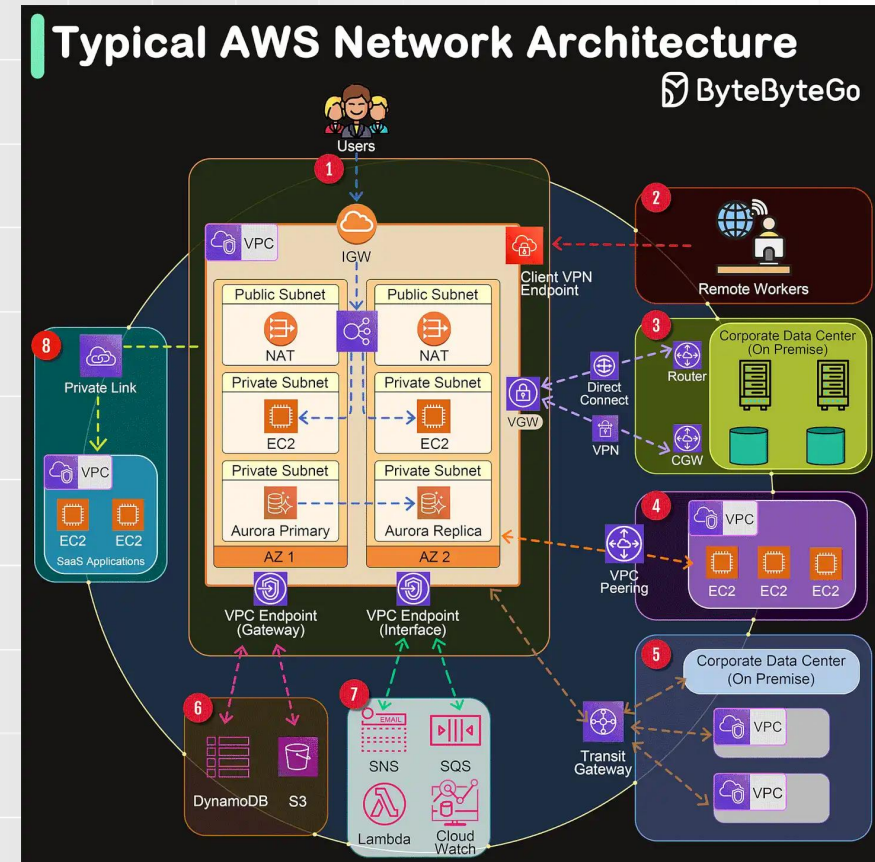 Typical AWS Network Architecture
ByteByteGo
Users
1
IGW
VPC
Client VPN
Endpoint
Public Subnet
NAT
Public Subnet
NAT
Private Subnet
EC2
Private Subnet
EC2
Private Subnet
Aurora Primary
Private Subnet
Aurora Replica
AZ 1
AZ 2
VGW
VPC Endpoint
(Gateway)
VPC Endpoint
(Interface)
2
Remote Workers
3
Corporate Data Center
(On Premise)
Direct
Connect
Router
VPN
CGW
4
VPC
EC2
EC2
EC2
VPC
Peering
5
Corporate Data Center
(On Premise)
VPC
VPC
Transit
Gateway
6
DynamoDB
S3
7
EMAIL
SNS
SQS
Lambda
Cloud
Watch
8
Private Link
VPC
EC2
EC2
SaaS Applications